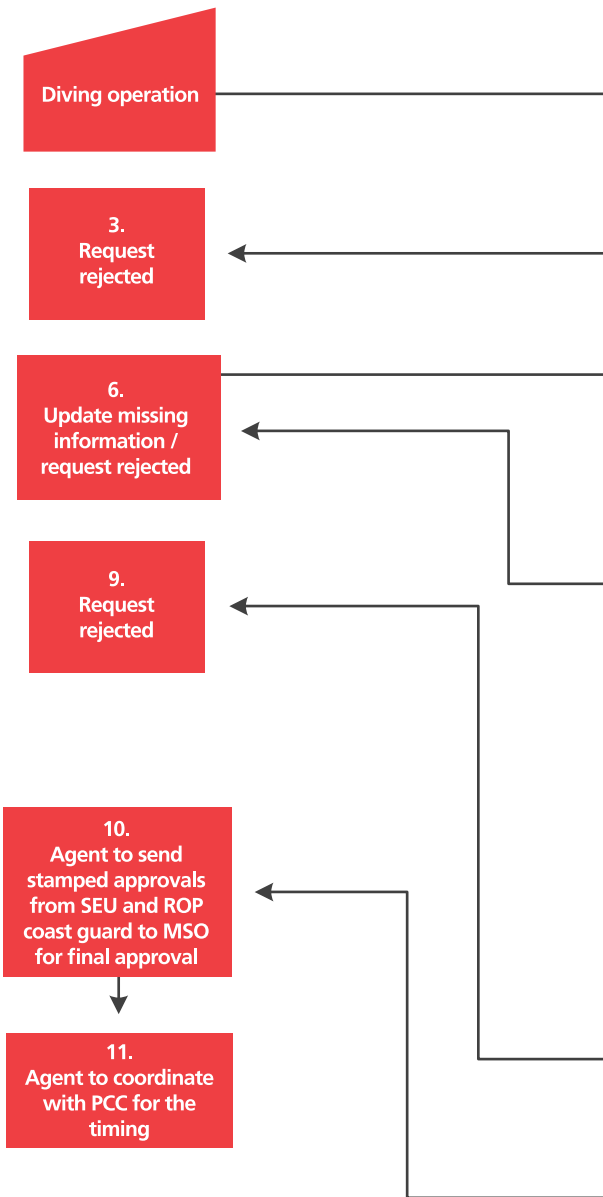 Diving operation
3.
Request
rejected
6.
Update missing
information /
request rejected
9.
Request
rejected
10.
Agent to send
stamped approvals
from SEU and ROP
coast guard to MSO
for final approval
11.
Agent to coordinate
with PCC for the
timing